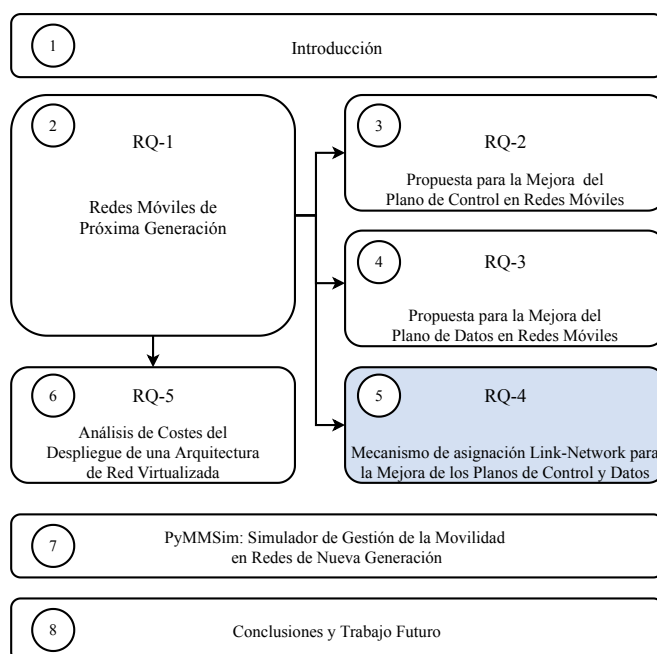 1
Introducción
2
RQ-1
Redes Móviles de
Próxima Generación
3
RQ-2
Propuesta para la Mejora del
Plano de Control en Redes Móviles
4
RQ-3
Propuesta para la Mejora del
Plano de Datos en Redes Móviles
6
RQ-5
Análisis de Costes del
Despliegue de una Arquitectura
de Red Virtualizada
5
RQ-4
Mecanismo de asignación Link-Network para
la Mejora de los Planos de Control y Datos
7
PyMMSim: Simulador de Gestión de la Movilidad
en Redes de Nueva Generación
8
Conclusiones y Trabajo Futuro